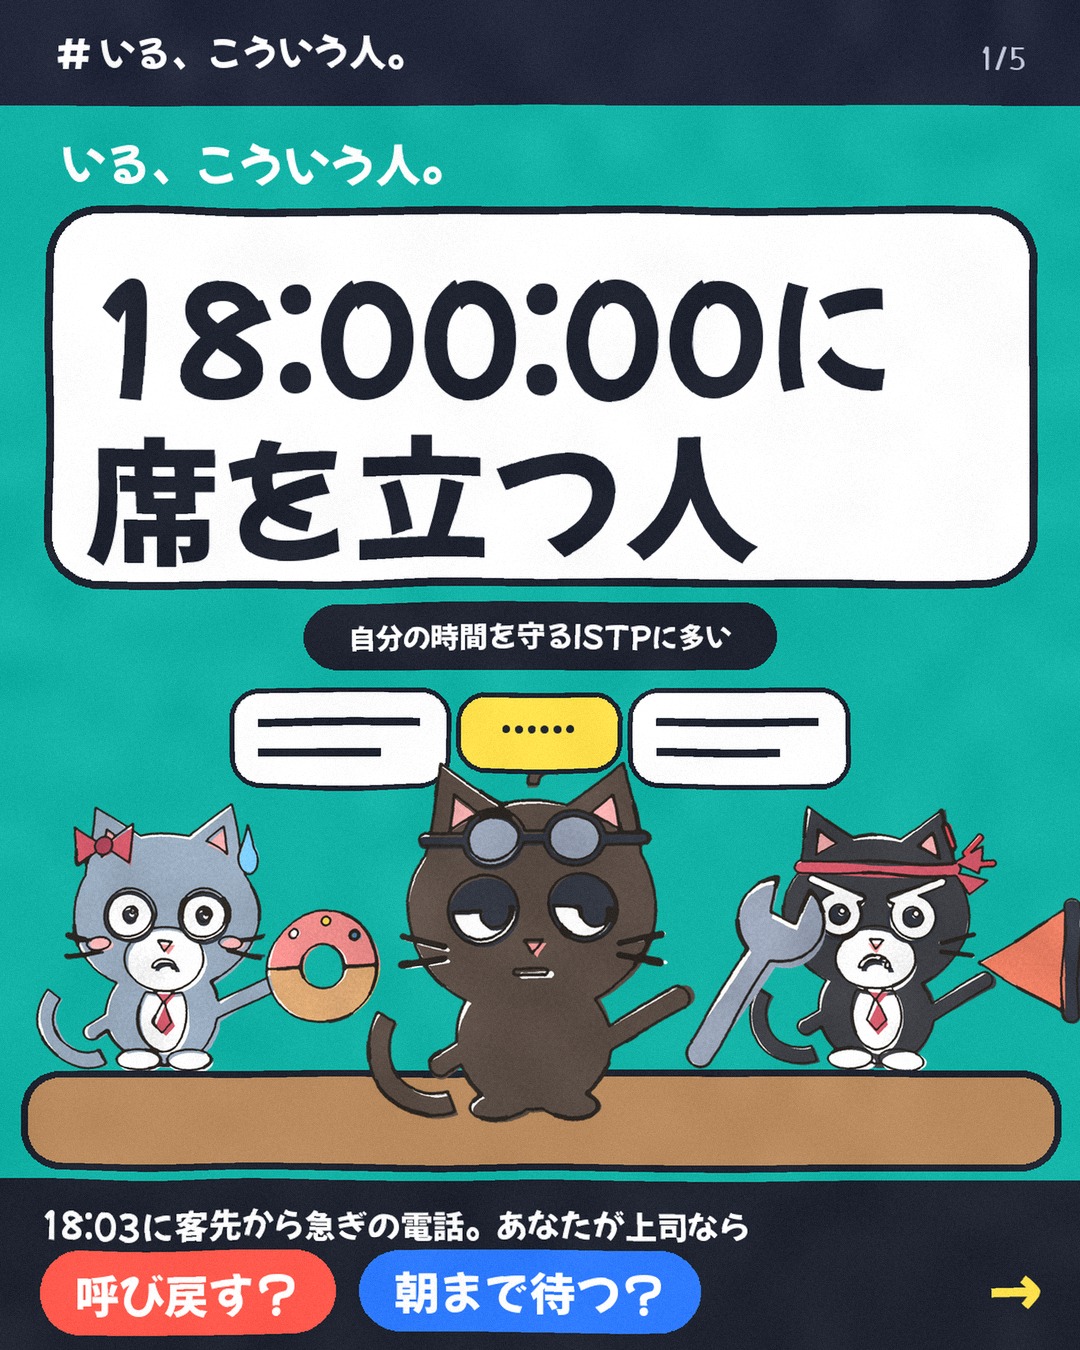 #いる、こういう人。
1/5
いる、こういう人。
18:00:00に
席を立つ人
自分の時間を守るISTPに多い
……
18:03に客先から急ぎの電話。あなたが上司なら
呼び戻す?
朝まで待つ?
→